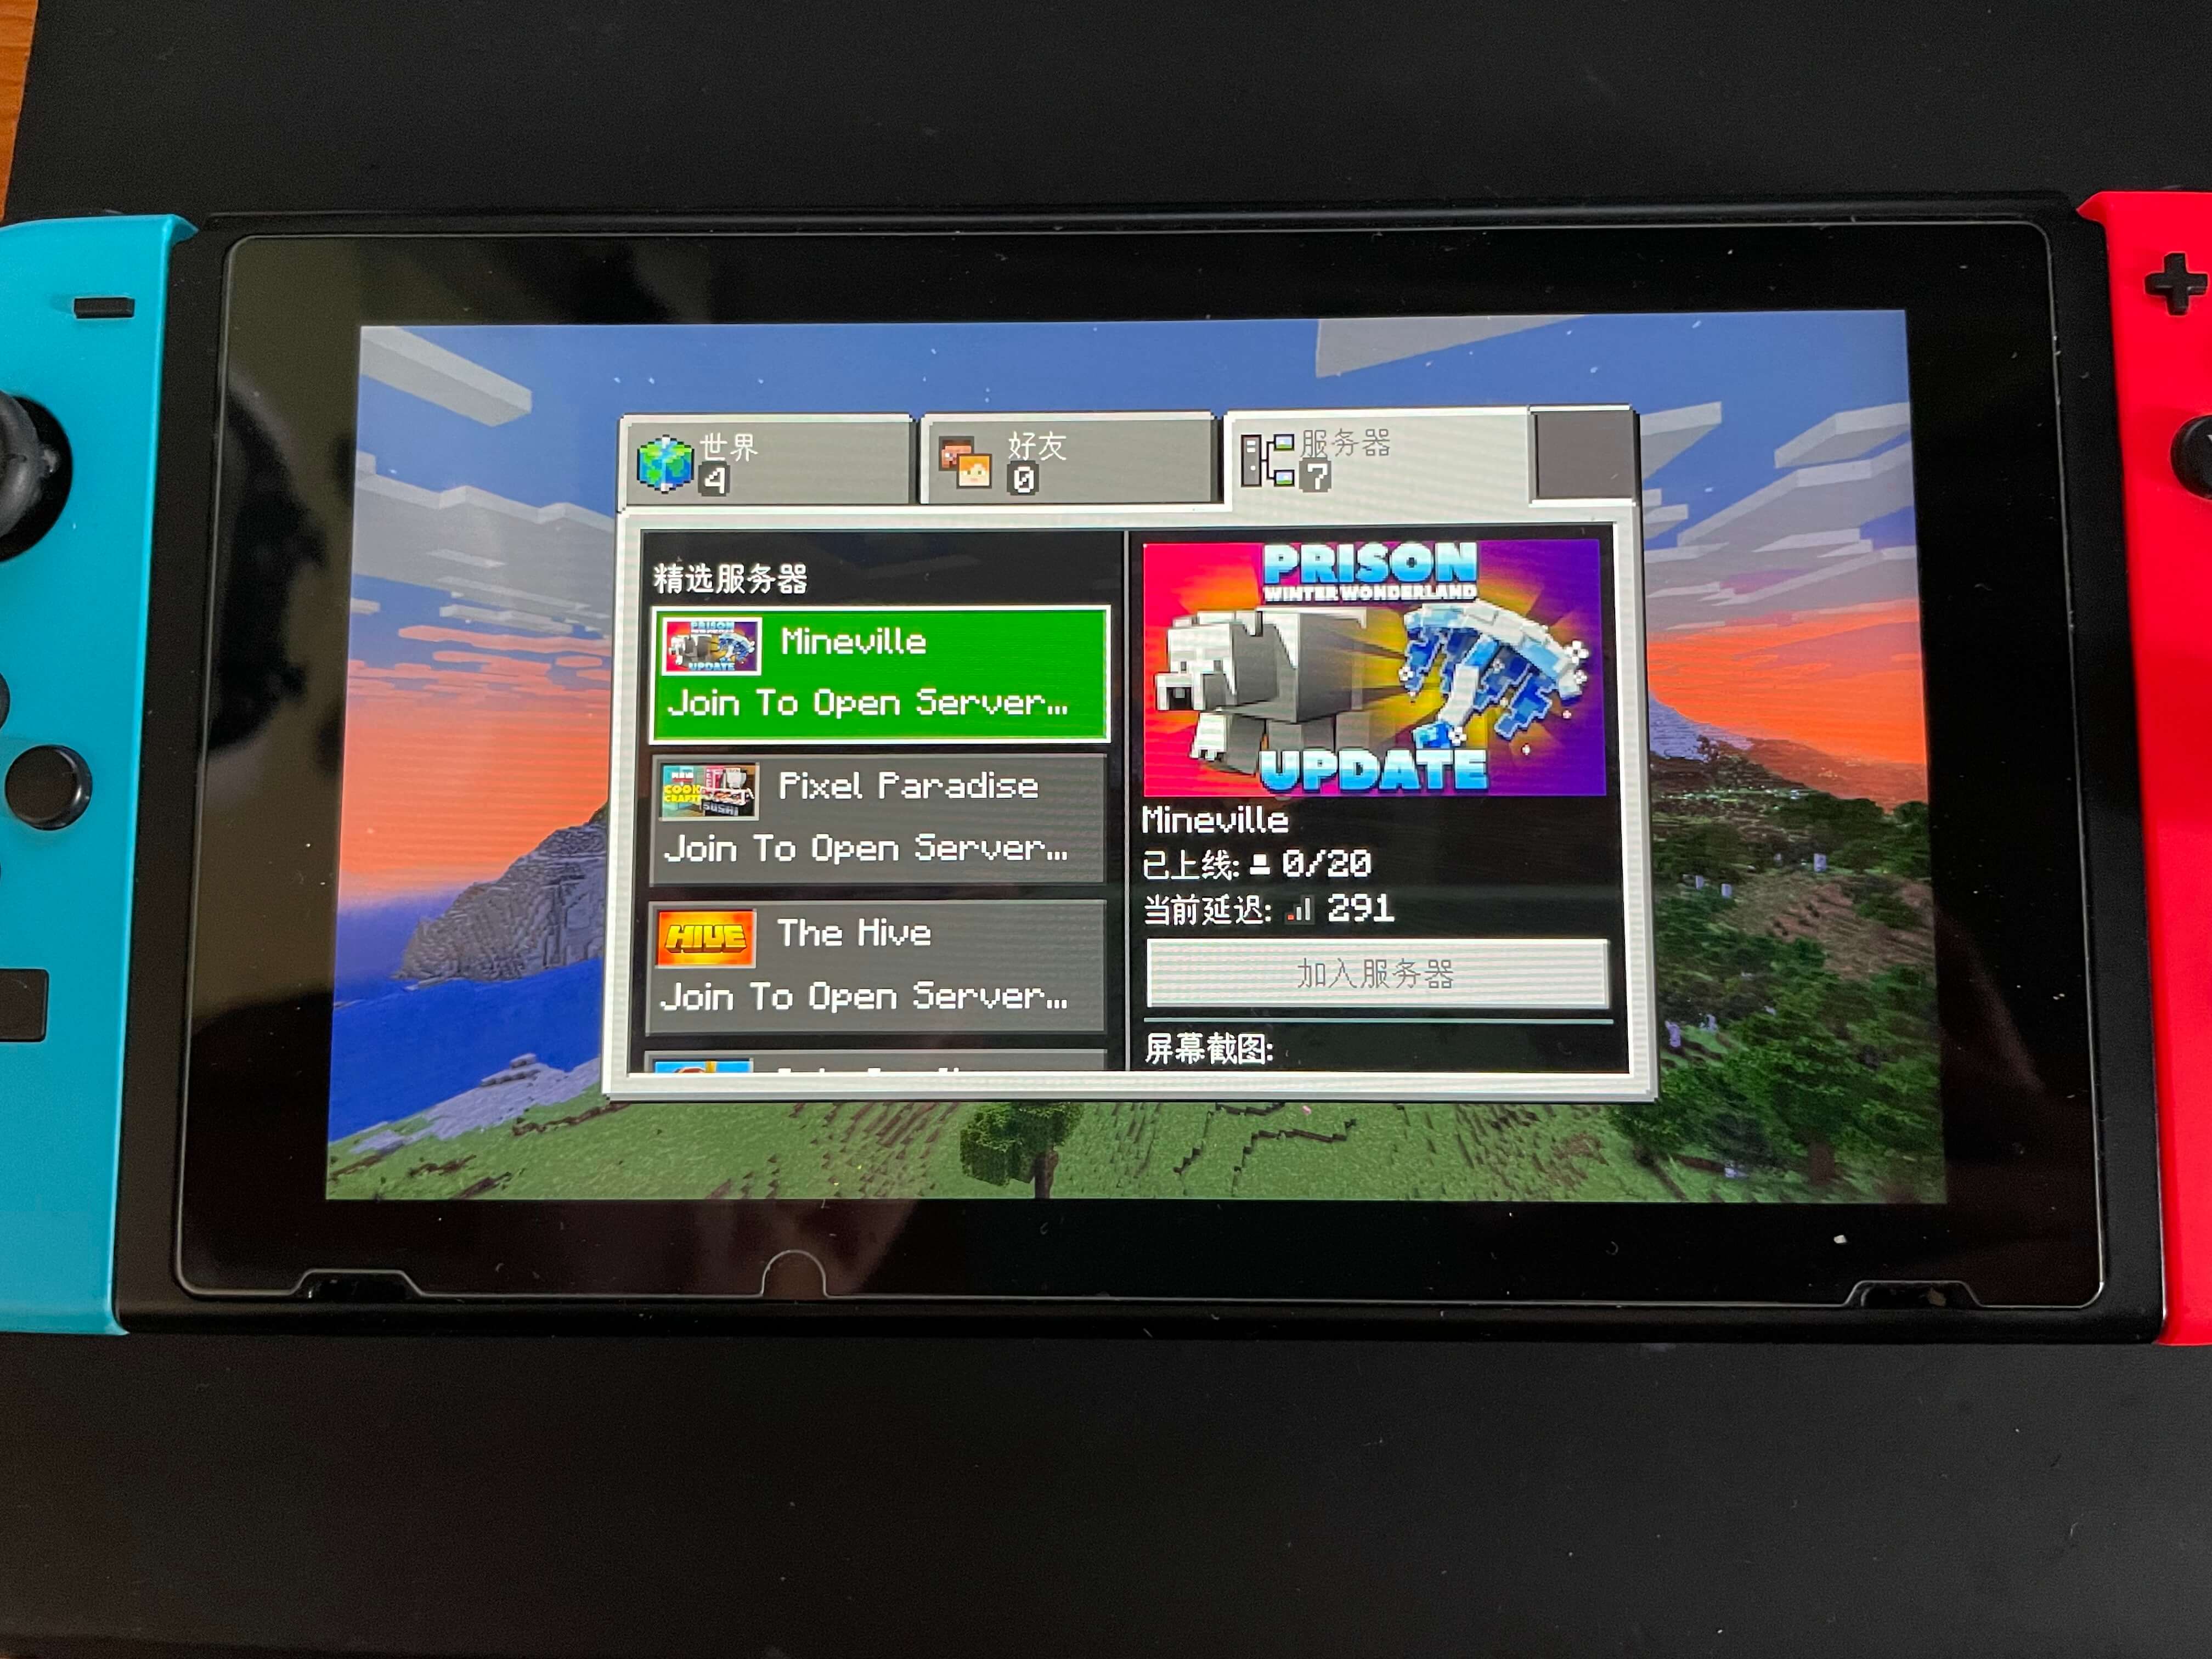 世界
4
好友
0
服务器
7
精选服务器
Mineville
Join To Open Server...
Pixel Paradise
Join To Open Server...
HIVE
The Hive
Join To Open Server...
PRISON
WINTER WONDERLAND
UPDATE
Mineville
已上线: 0/20
当前延迟: 291
加入服务器
屏幕截图: